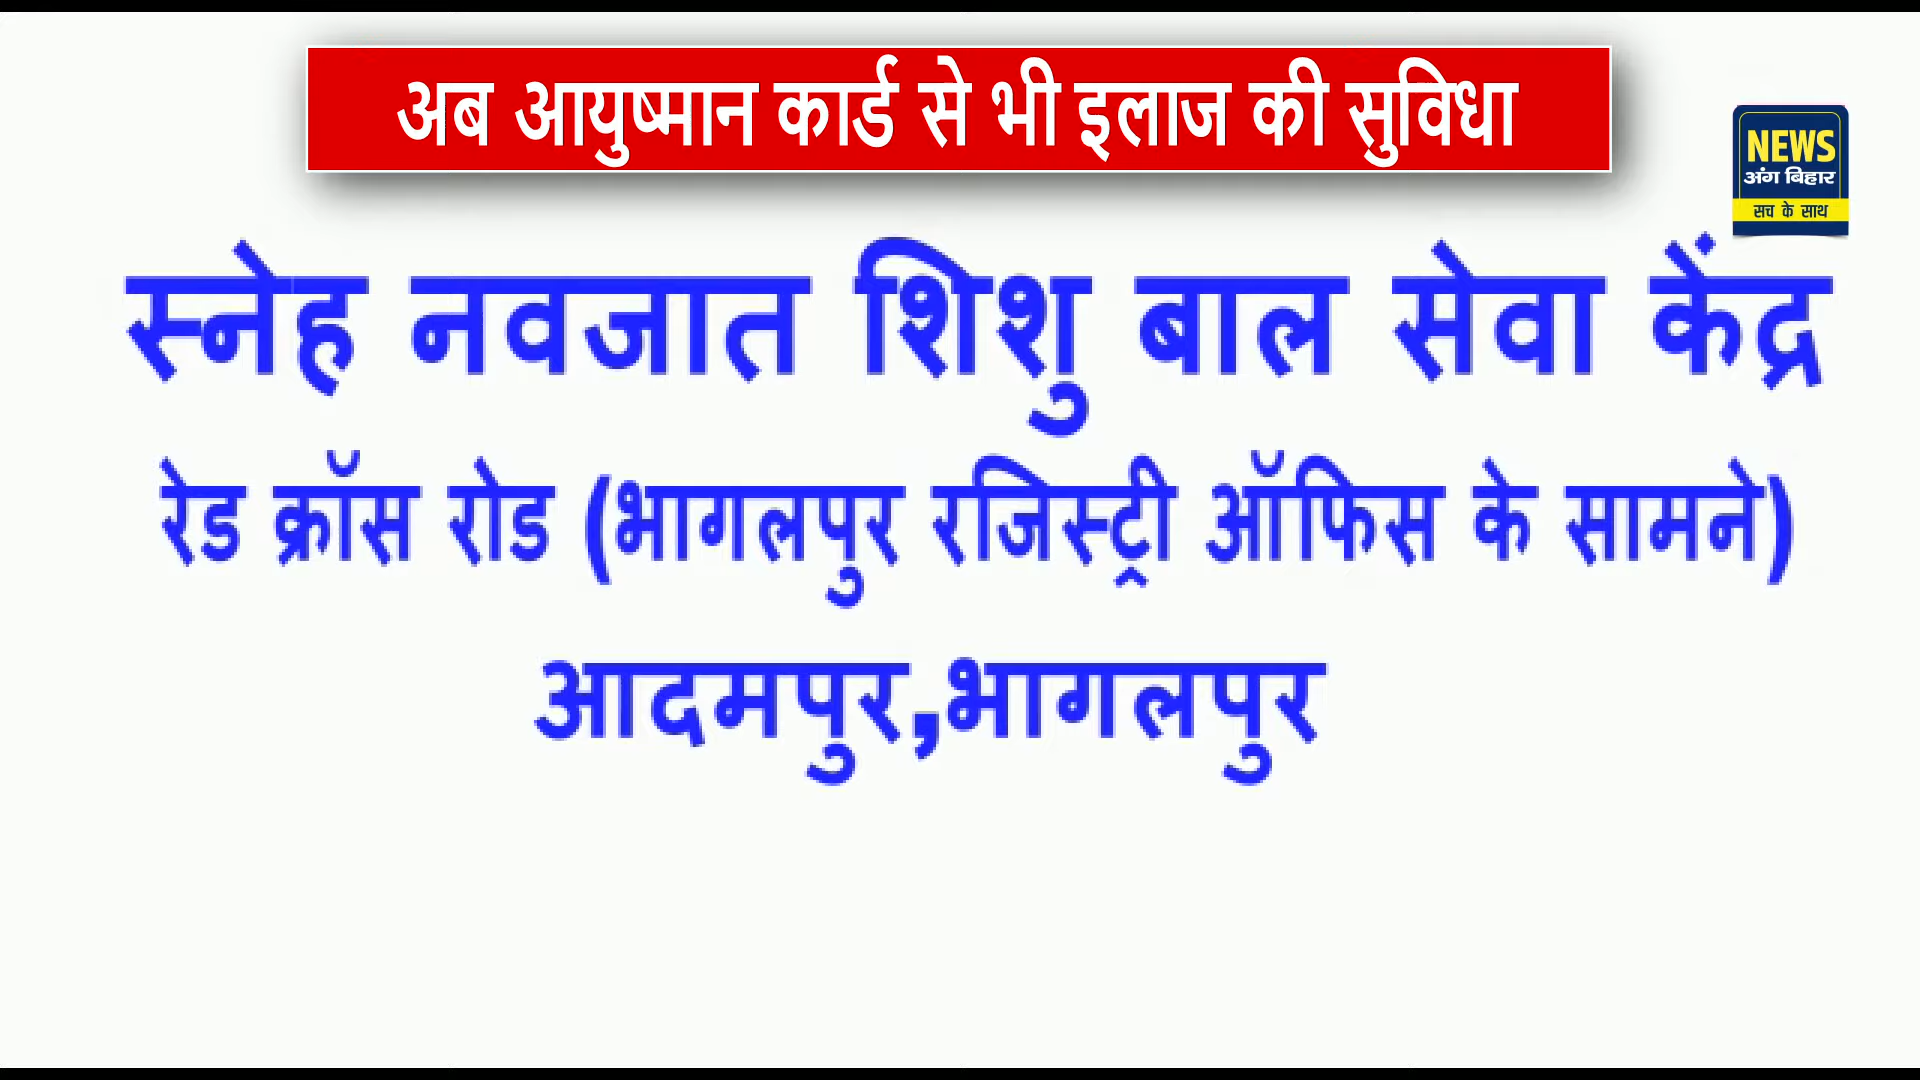 अब आयुष्मान कार्ड से भी इलाज की सुविधा
NEWS
अंग बिहार
सच के साथ
स्नेह नवजात शिशु बाल सेवा केंद्र
रेड क्रॉस रोड (भागलपुर रजिस्ट्री ऑफिस के सामने)
आदमपुर,भागलपुर